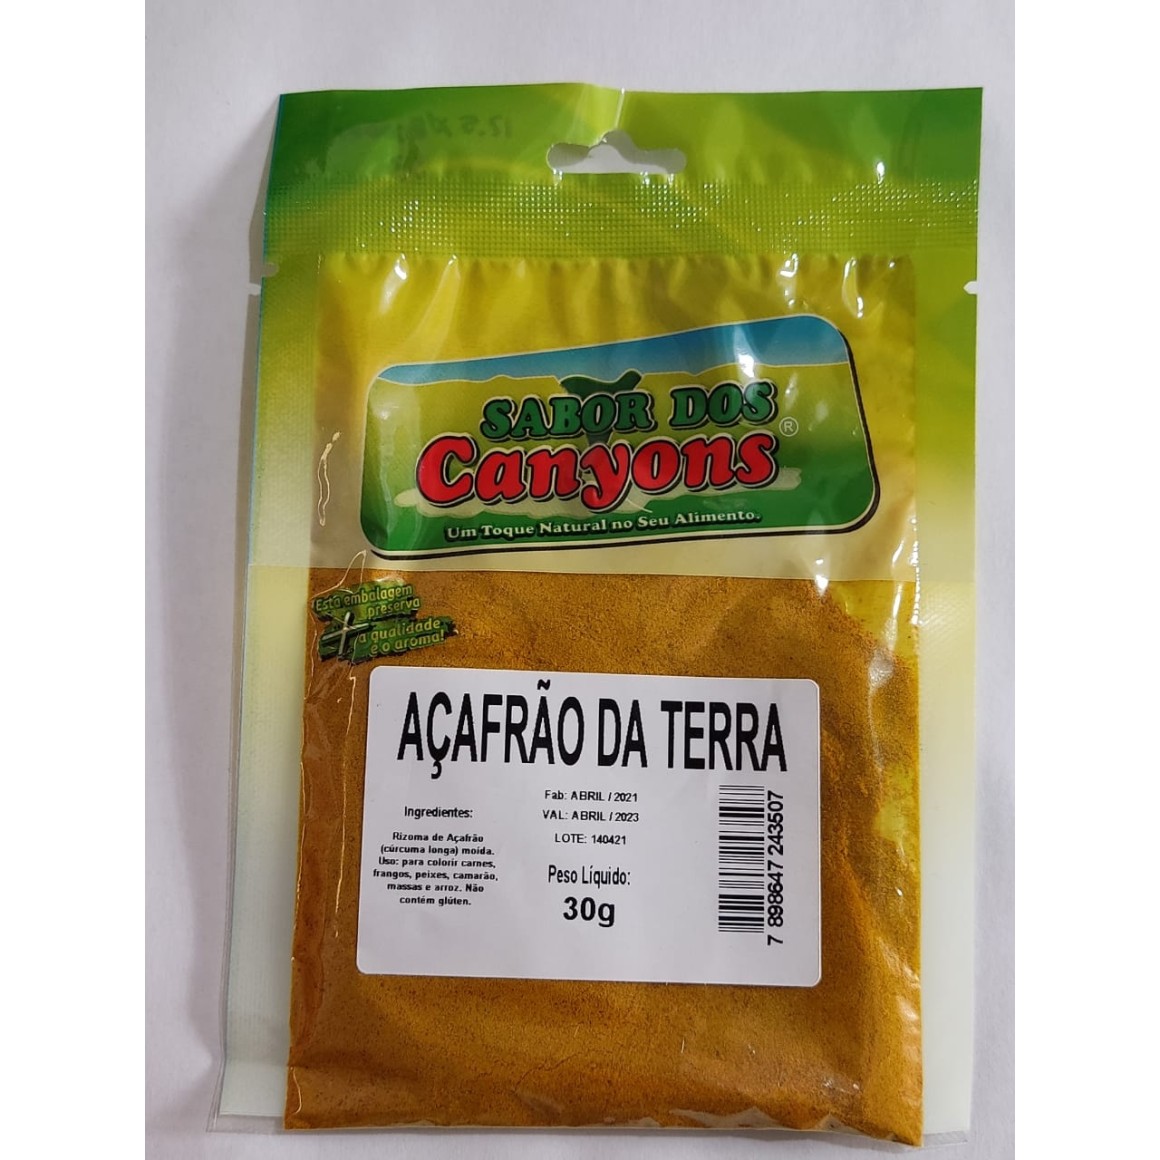 SABOR DOS
Canyons®
Um Toque Natural no Seu Alimento.
Esta embalagem
preserva
+ a qualidade
e o aroma!
AÇAFRÃO DA TERRA
Ingredientes:
Rizoma de Açafrão
(cúrcuma longa) moída.
Uso: para colorir carnes,
frangos, peixes, camarão,
massas e arroz. Não
contém glúten.
Fab: ABRIL / 2021
VAL: ABRIL / 2023
LOTE: 140421
Peso Líquido:
30g
7 898647 243507